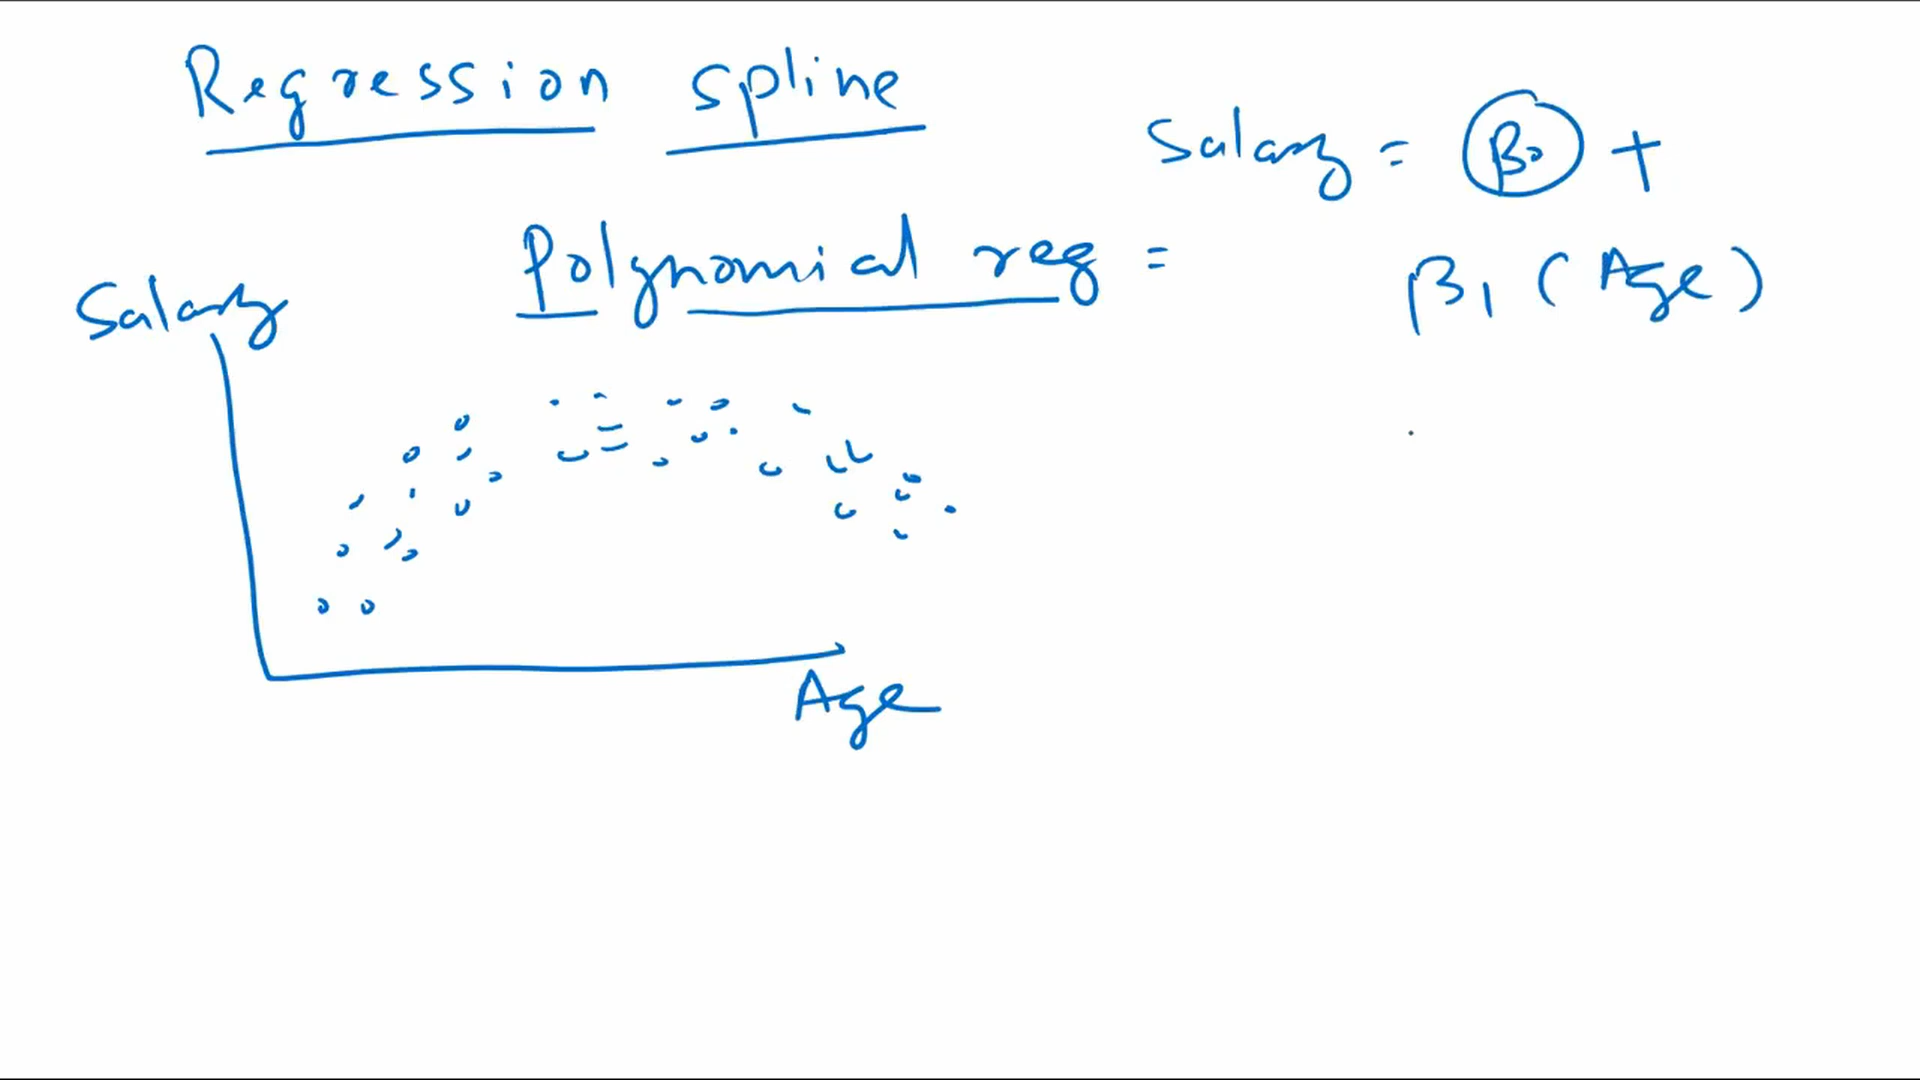 Regression spline
Salary = β0 +
Polynomial reg =
β1 (Age)
Salary
Age